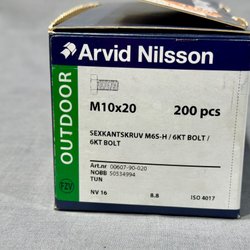 Arvid Nilsson
OUTDOOR
M10x20 200 pcs
SEXKANTSKRUV M6S-H / 6KT BOLT /
6KT BOLT
Art.nr 00607-90-020
NOBB 50534994
TUN
FZV
NV 16 8.8 ISO 4017